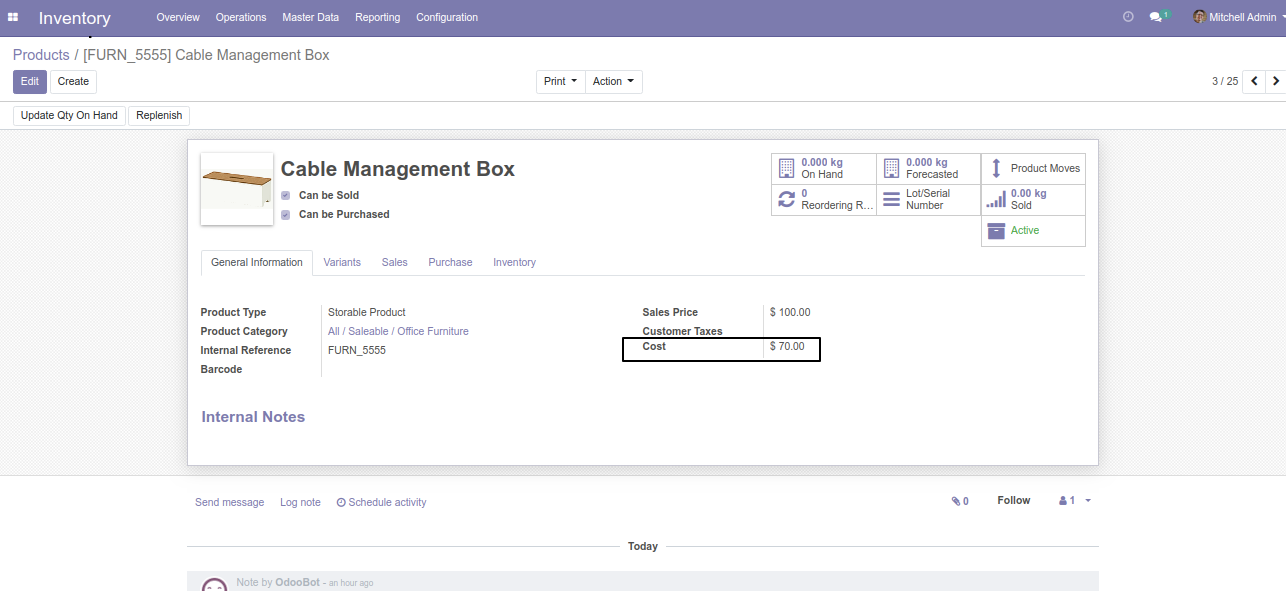 Inventory Overview Operations Master Data Reporting Configuration 1 Mitchell Admin
Products / [FURN_5555] Cable Management Box
Edit Create Print Action 3 / 25
Update Qty On Hand Replenish
Cable Management Box
Can be Sold
Can be Purchased
0.000 kg
On Hand
0.000 kg
Forecasted
Product Moves
0
Reordering R...
Lot/Serial
Number
0.00 kg
Sold
Active
General Information Variants Sales Purchase Inventory
Product Type Storable Product
Product Category All / Saleable / Office Furniture
Internal Reference FURN_5555
Barcode
Sales Price $ 100.00
Customer Taxes
Cost $ 70.00
Internal Notes
Send message Log note Schedule activity 0 Follow 1
Today
Note by OdooBot - an hour ago